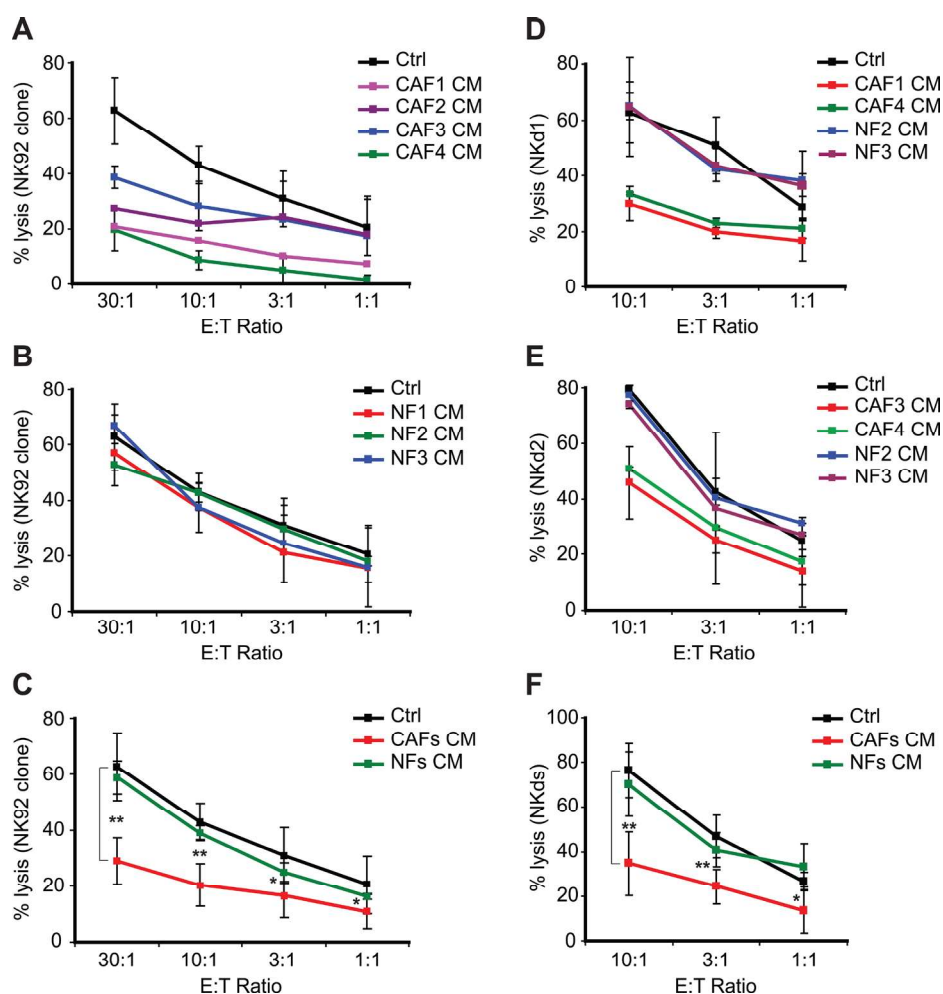 A
% lysis (NK92 clone)
80
60
40
20
0
30:1 10:1 3:1 1:1
E:T Ratio
Ctrl
CAF1 CM
CAF2 CM
CAF3 CM
CAF4 CM
B
% lysis (NK92 clone)
80
60
40
20
0
30:1 10:1 3:1 1:1
E:T Ratio
Ctrl
NF1 CM
NF2 CM
NF3 CM
C
% lysis (NK92 clone)
80
60
40
20
0
**
**
*
*
30:1 10:1 3:1 1:1
E:T Ratio
Ctrl
CAFs CM
NFs CM
D
% lysis (NKd1)
80
60
40
20
0
10:1 3:1 1:1
E:T Ratio
Ctrl
CAF1 CM
CAF4 CM
NF2 CM
NF3 CM
E
% lysis (NKd2)
80
60
40
20
0
10:1 3:1 1:1
E:T Ratio
Ctrl
CAF3 CM
CAF4 CM
NF2 CM
NF3 CM
F
% lysis (NKds)
100
80
60
40
20
0
**
**
*
10:1 3:1 1:1
E:T Ratio
Ctrl
CAFs CM
NFs CM